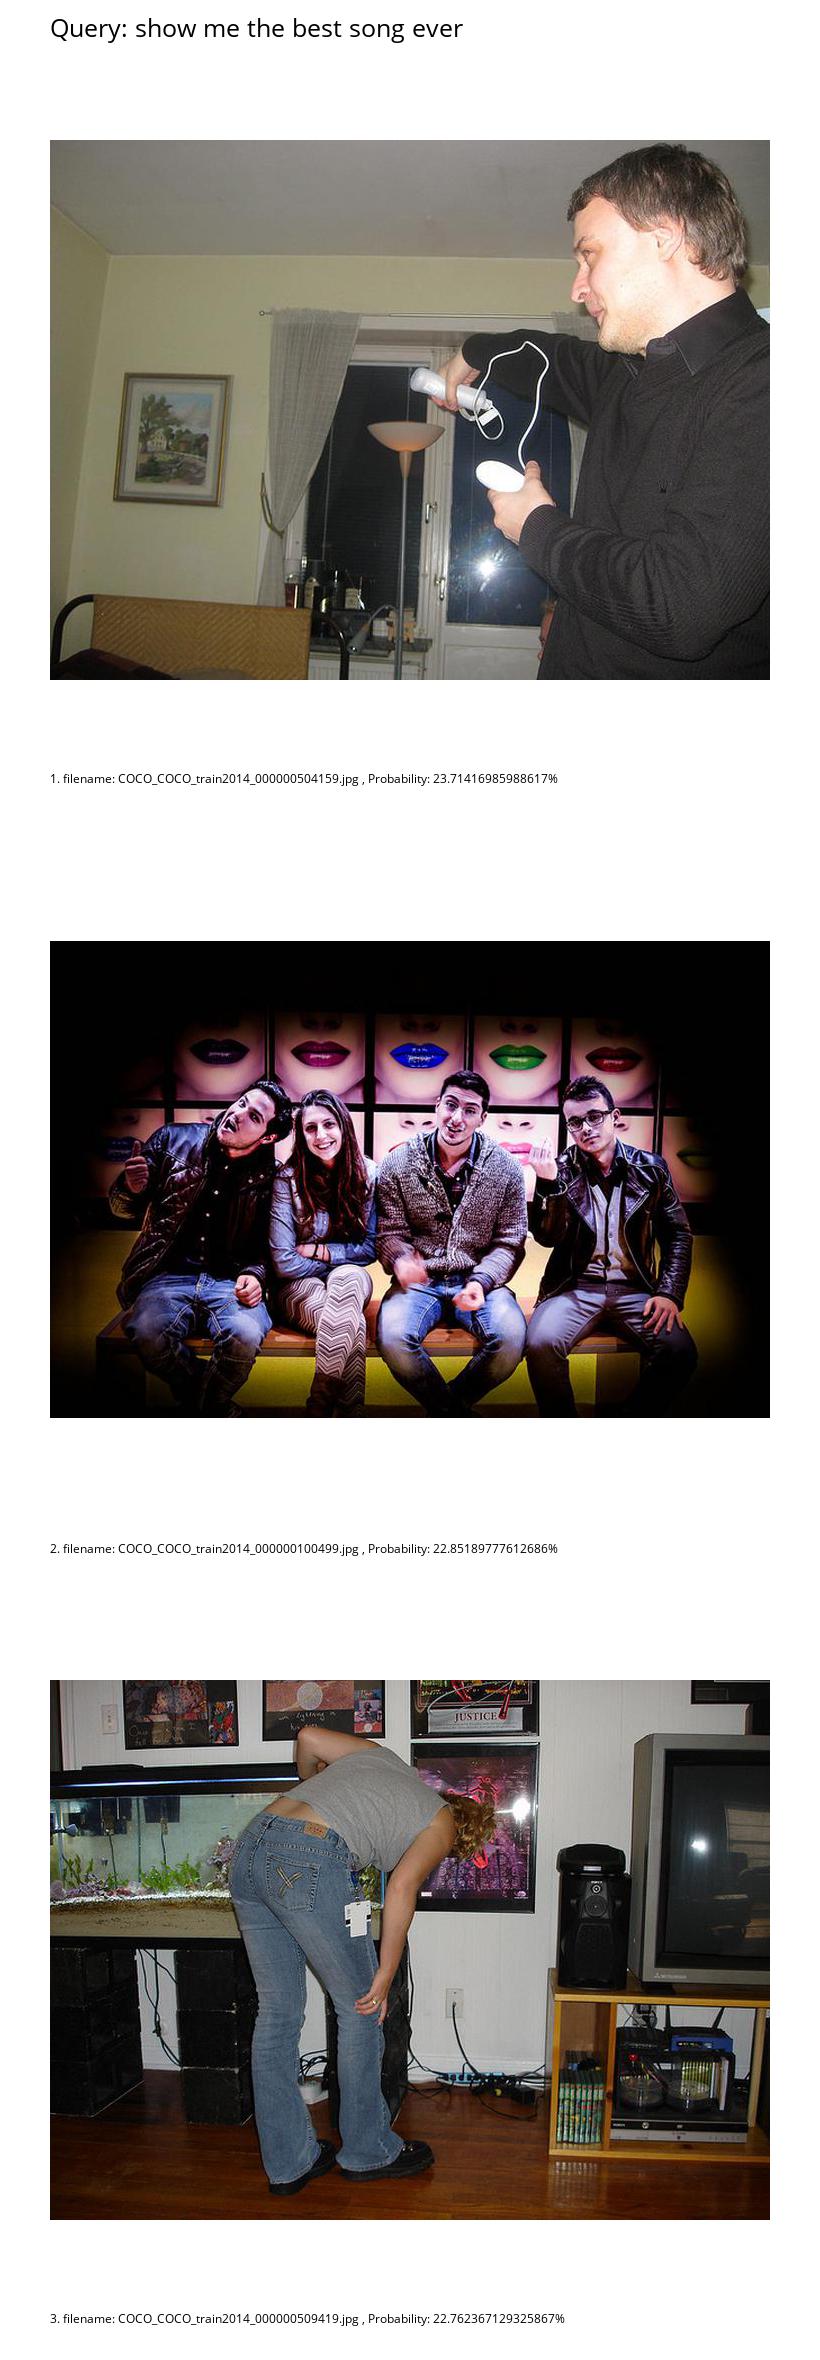 Query: show me the best song ever
1. filename: COCO_COCO_train2014_000000504159.jpg , Probability: 23.71416985988617%
2. filename: COCO_COCO_train2014_000000100499.jpg , Probability: 22.85189777612686%
JUSTICE
3. filename: COCO_COCO_train2014_000000509419.jpg , Probability: 22.762367129325867%